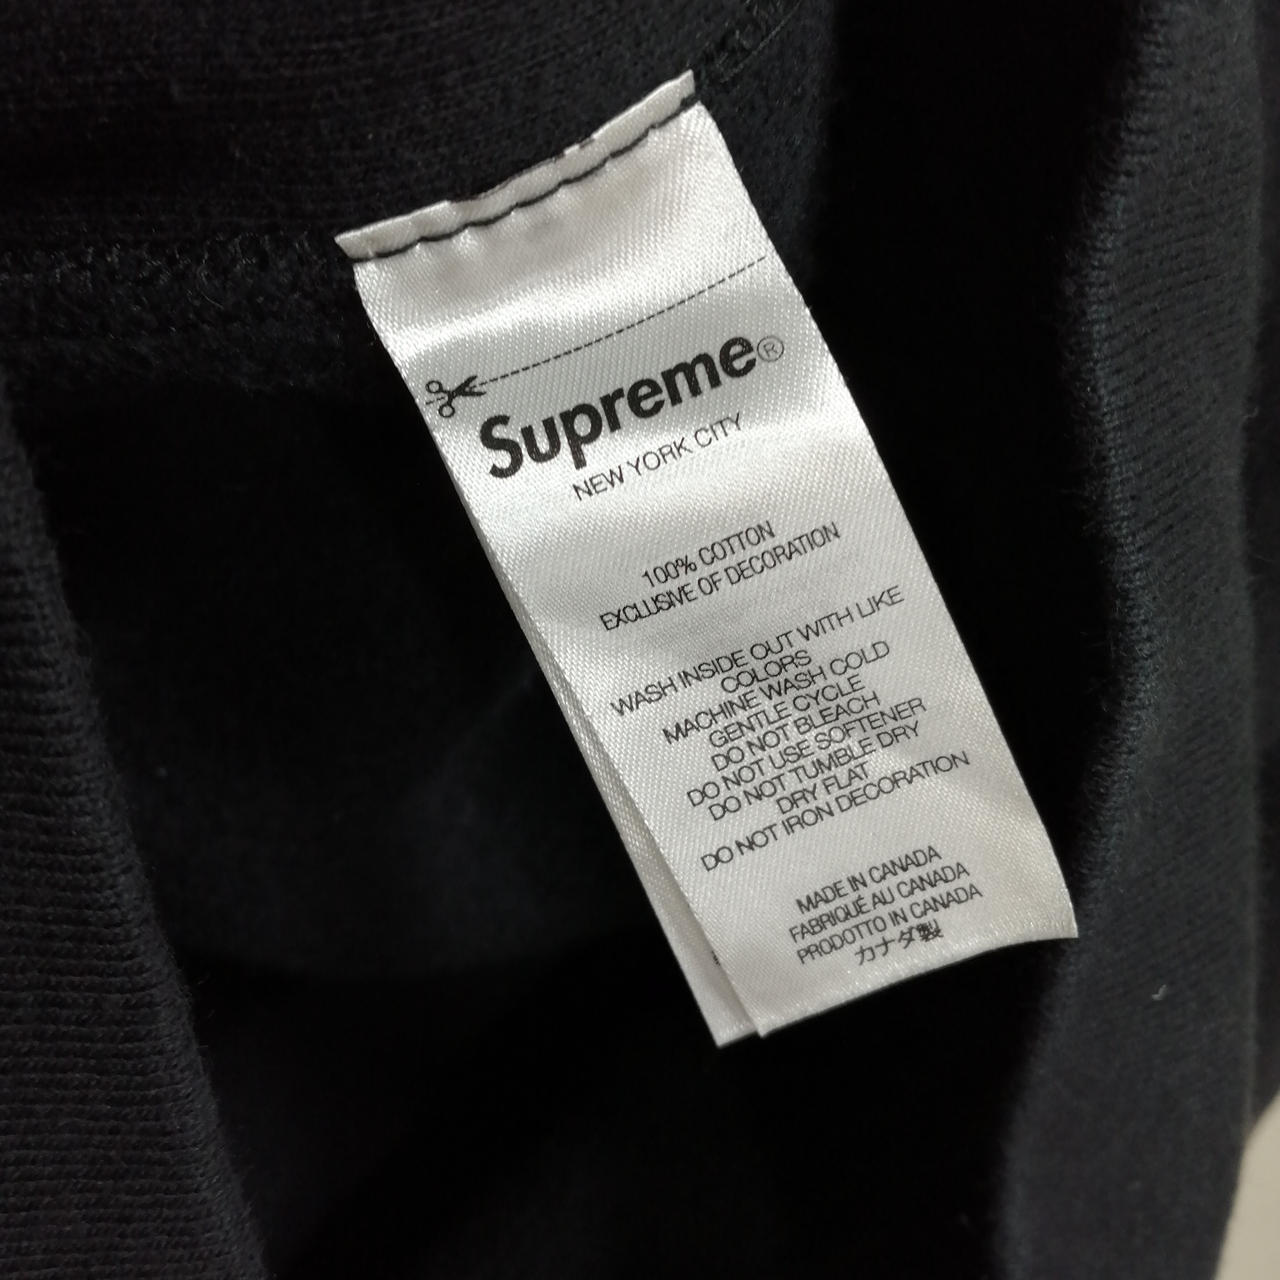 Supreme®
NEW YORK CITY
100% COTTON
EXCLUSIVE OF DECORATION
WASH INSIDE OUT WITH LIKE
COLORS
MACHINE WASH COLD
GENTLE CYCLE
DO NOT BLEACH
DO NOT USE SOFTENER
DO NOT TUMBLE DRY
DRY FLAT
DO NOT IRON DECORATION
MADE IN CANADA
FABRIQUÉ AU CANADA
PRODOTTO IN CANADA
カナダ製